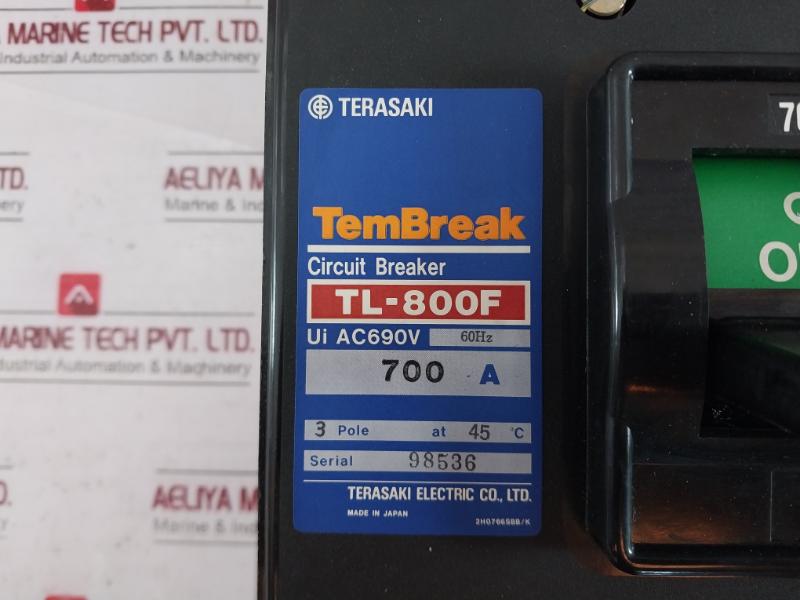 A MARINE TECH PVT. LTD.
Industrial Automation & Machinery
TD.
AELIYA M
Marine & Ind
MARINE TECH PVT. LTD.
Industrial Automation & Machinery
AELIYA M
Marine & Ind
TERASAKI
TemBreak
Circuit Breaker
TL-800F
Ui AC690V 60Hz
700 A
3 Pole at 45 °C
Serial 98536
TERASAKI ELECTRIC CO., LTD.
MADE IN JAPAN 2H0766SBB/K